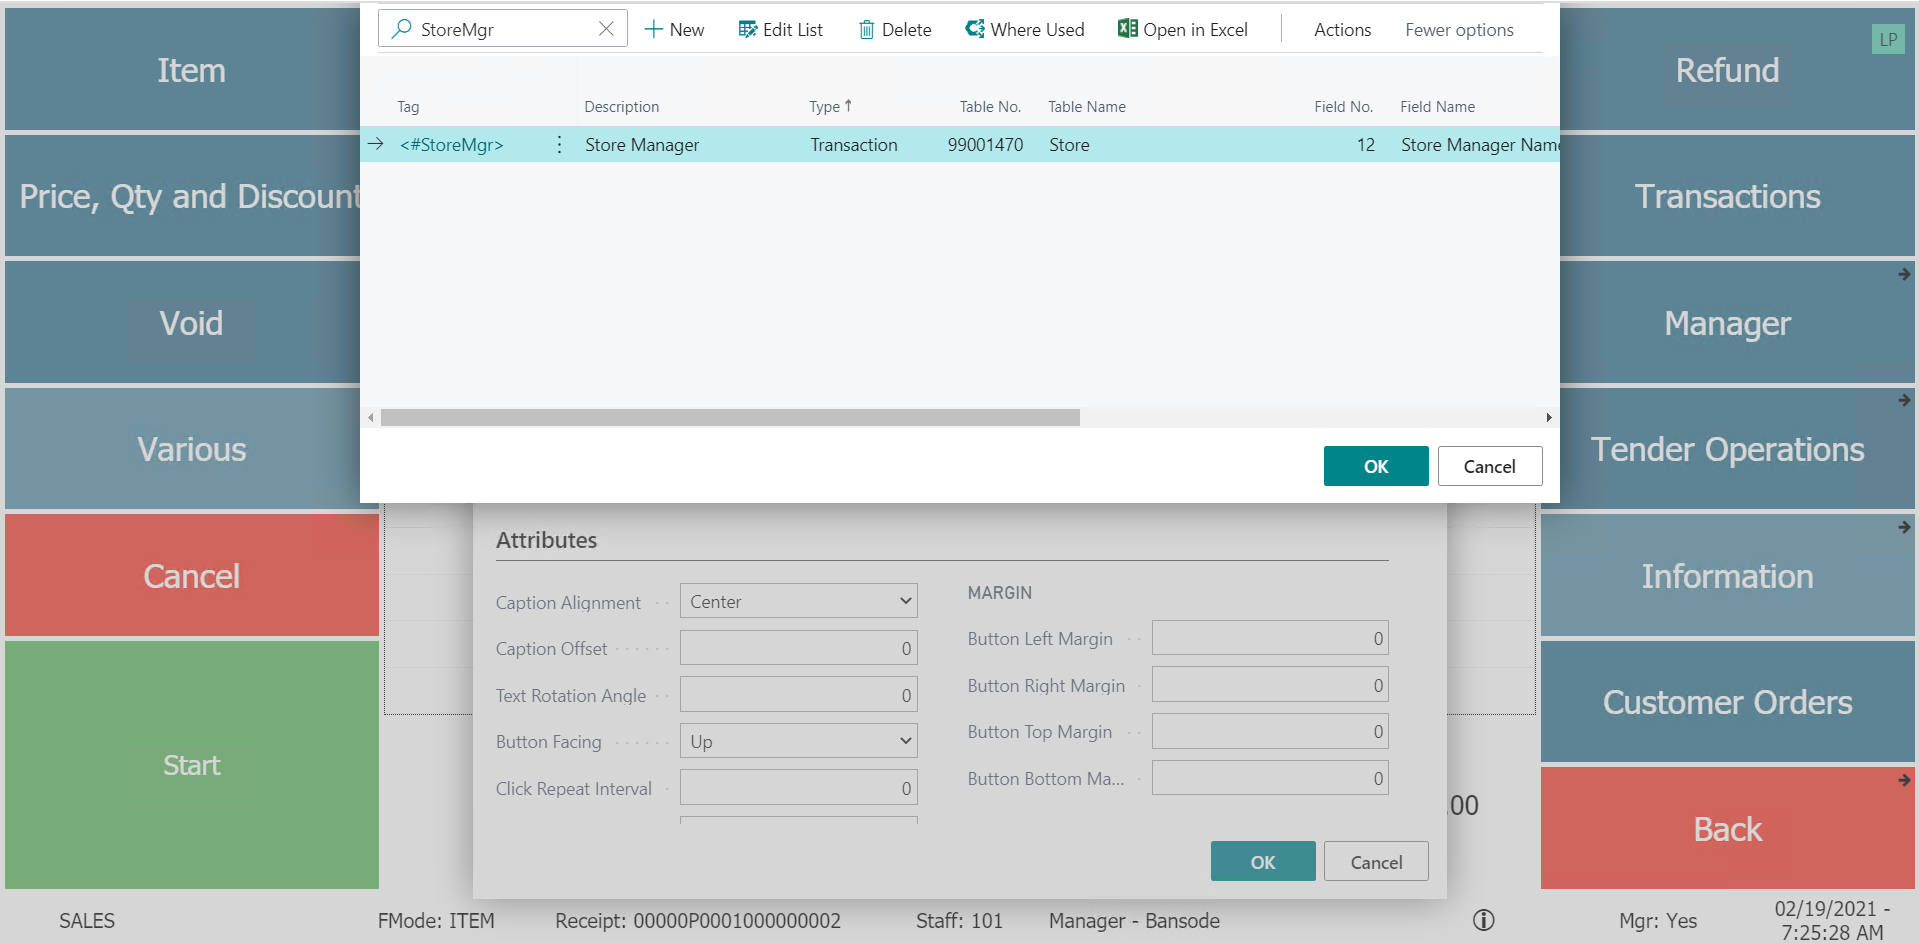 StoreMgr
New
Edit List
Delete
Where Used
Open in Excel
Actions
Fewer options
Tag
Description
Type ↑
Table No.
Table Name
Field No.
Field Name
<#StoreMgr>
Store Manager
Transaction
99001470
Store
12
Store Manager Name
OK
Cancel
Item
Price, Qty and Discount
Void
Various
Cancel
Start
Attributes
Caption Alignment
Center
Caption Offset
0
Text Rotation Angle
0
Button Facing
Up
Click Repeat Interval
0
MARGIN
Button Left Margin
0
Button Right Margin
0
Button Top Margin
0
Button Bottom Ma...
0
.00
OK
Cancel
LP
Refund
Transactions
Manager
Tender Operations
Information
Customer Orders
Back
SALES
FMode: ITEM
Receipt: 00000P0001000000002
Staff: 101
Manager - Bansode
Mgr: Yes
02/19/2021 -
7:25:28 AM